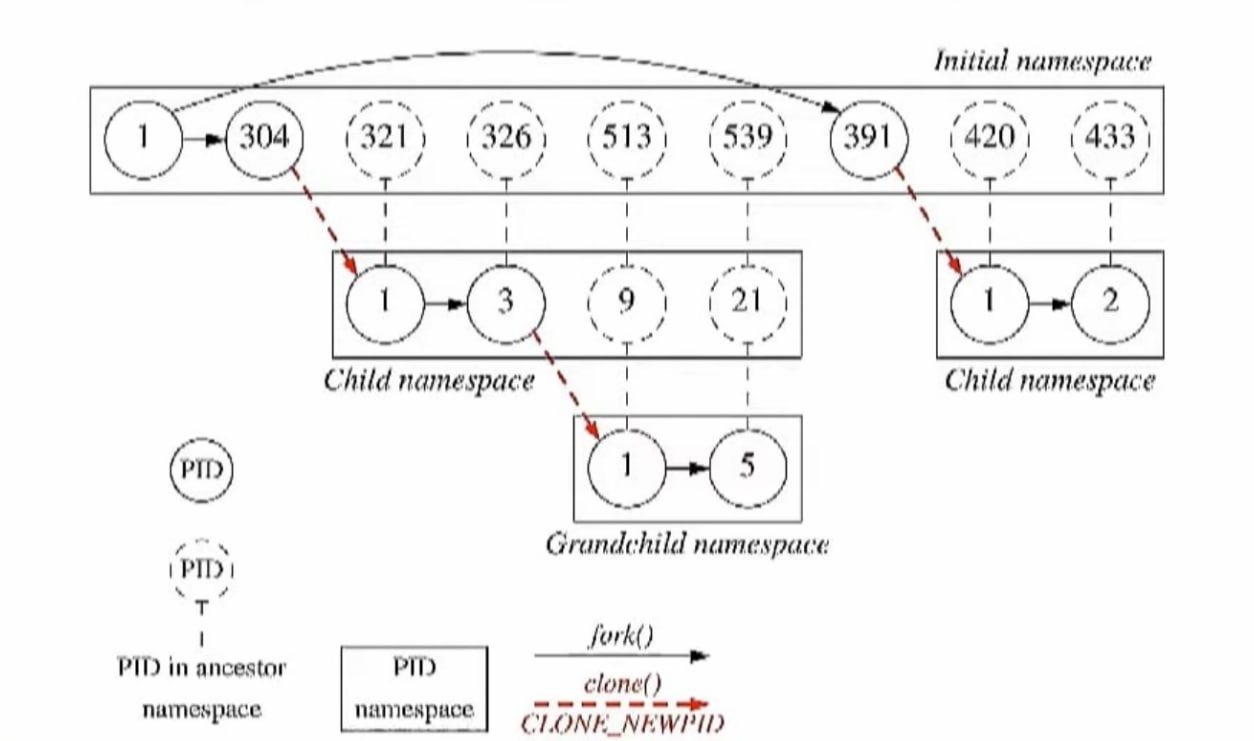 Initial namespace
1 304 321 326 513 539 391 420 433
1 3 9 21 1 2
Child namespace Child namespace
1 5
Grandchild namespace
PID
PID
PID in ancestor
namespace
PID
namespace
fork()
clone()
CLONE_NEWPID